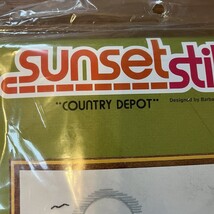 sunset sti
"COUNTRY DEPOT"
Designed by Barba